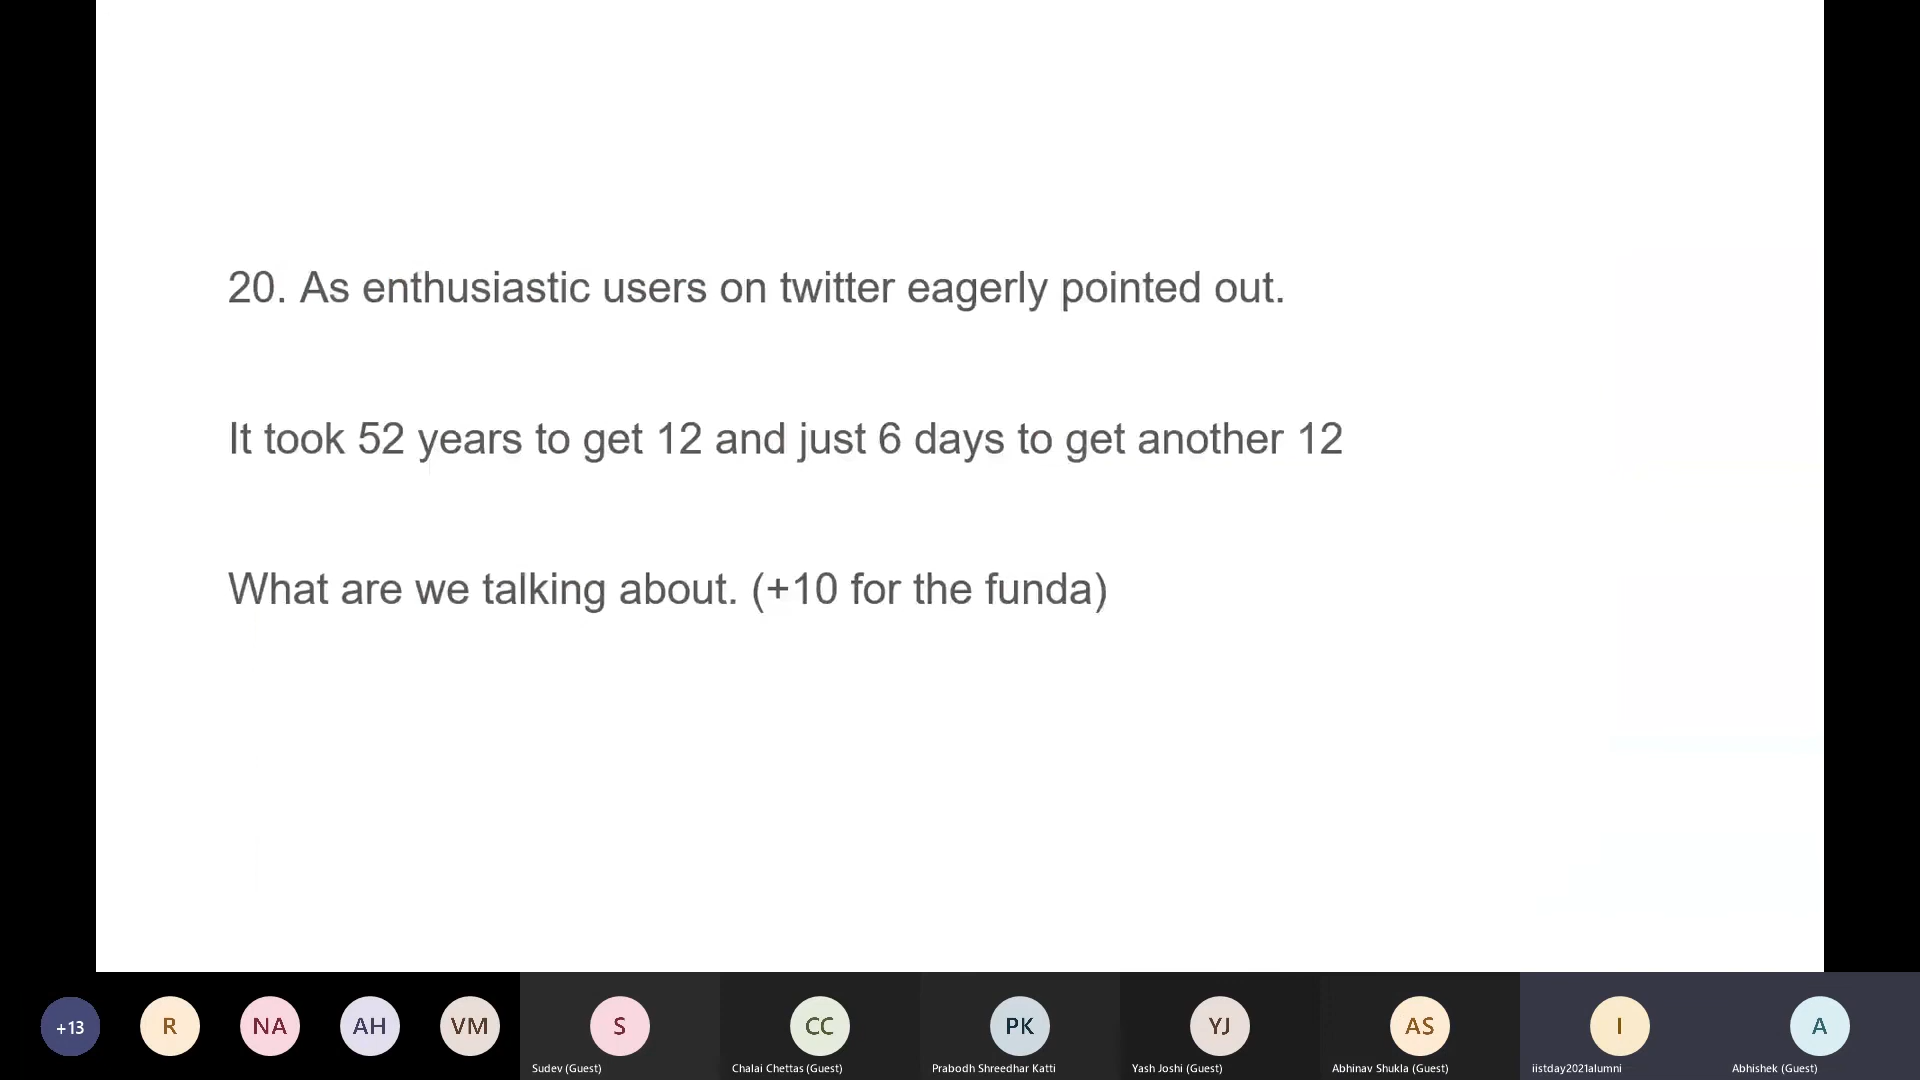 20. As enthusiastic users on twitter eagerly pointed out.
It took 52 years to get 12 and just 6 days to get another 12
What are we talking about. (+10 for the funda)
+13
R
NA
AH
VM
S
CC
PK
YJ
AS
I
A
Sudev (Guest)
Chalai Chettas (Guest)
Prabodh Shreedhar Katti
Yash Joshi (Guest)
Abhinav Shukla (Guest)
iistday2021alumni
Abhishek (Guest)